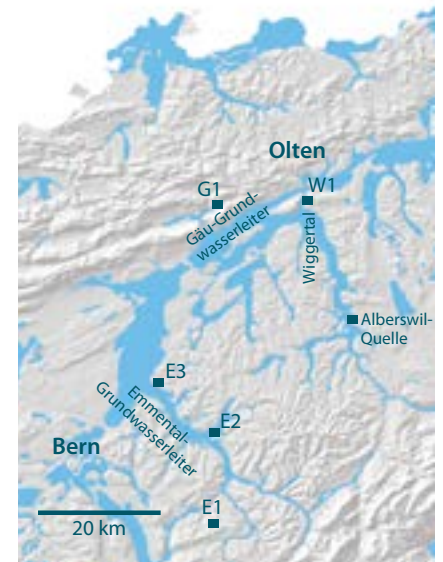 Olten
G1
W1
Gäu-Grund-
wasserleiter
Wiggertal
Alberswil-
Quelle
E3
Emmental-
Grundwasserleiter
E2
Bern
E1
20 km